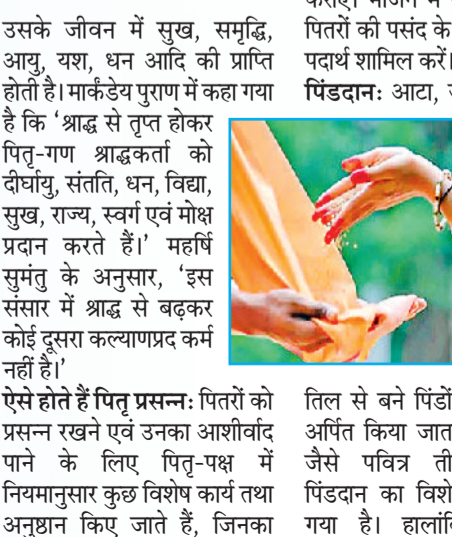 उसके जीवन में सुख, समृद्धि,
आयु, यश, धन आदि की प्राप्ति
होती है। मार्कंडेय पुराण में कहा गया
है कि ‘श्राद्ध से तृप्त होकर
पितृ-गण श्राद्धकर्ता को
दीर्घायु, संतति, धन, विद्या,
सुख, राज्य, स्वर्ग एवं मोक्ष
प्रदान करते हैं।’ महर्षि
सुमंतु के अनुसार, ‘इस
संसार में श्राद्ध से बढ़कर
कोई दूसरा कल्याणप्रद कर्म
नहीं है।’
ऐसे होते हैं पितृ प्रसन्न: पितरों को
प्रसन्न रखने एवं उनका आशीर्वाद
पाने के लिए पितृ-पक्ष में
नियमानुसार कुछ विशेष कार्य तथा
अनुष्ठान किए जाते हैं, जिनका
पितरों की पसंद के
पदार्थ शामिल करें।
पिंडदान: आटा,
तिल से बने पिंडों
अर्पित किया जात
जैसे पवित्र ती
पिंडदान का विशे
गया है।